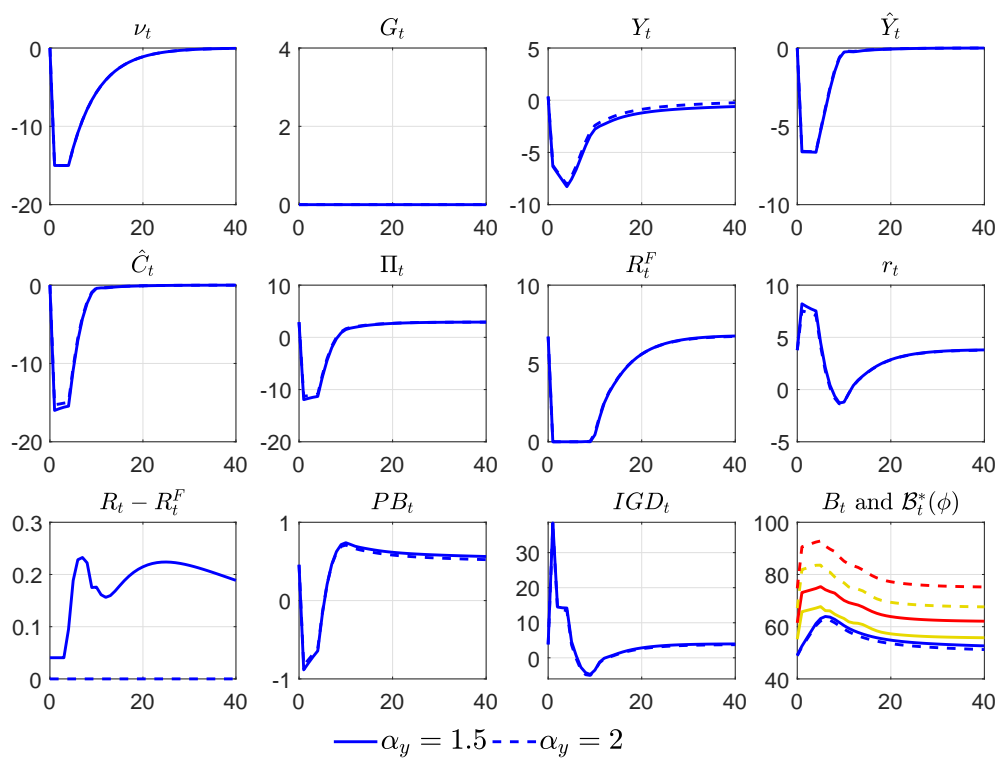 ν_t G_t Y_t Ŷ_t
0 4 5 0
-10 2 0 -5
-20 0 -5 -10
-10
0 20 40 0 20 40 0 20 40 0 20 40
Ĉ_t Π_t R_t^F r_t
0 10 10 10
-10 0 5 5
-20 -10 0 0
-20 -5
0 20 40 0 20 40 0 20 40 0 20 40
R_t − R_t^F PB_t IGD_t B_t and 𝓑_t^*(ϕ)
0.3 1 30 100
0.2 0 20 80
0.1 -1 10 60
0 0 40
0 20 40 0 20 40 0 20 40 0 20 40
α_y = 1.5 α_y = 2